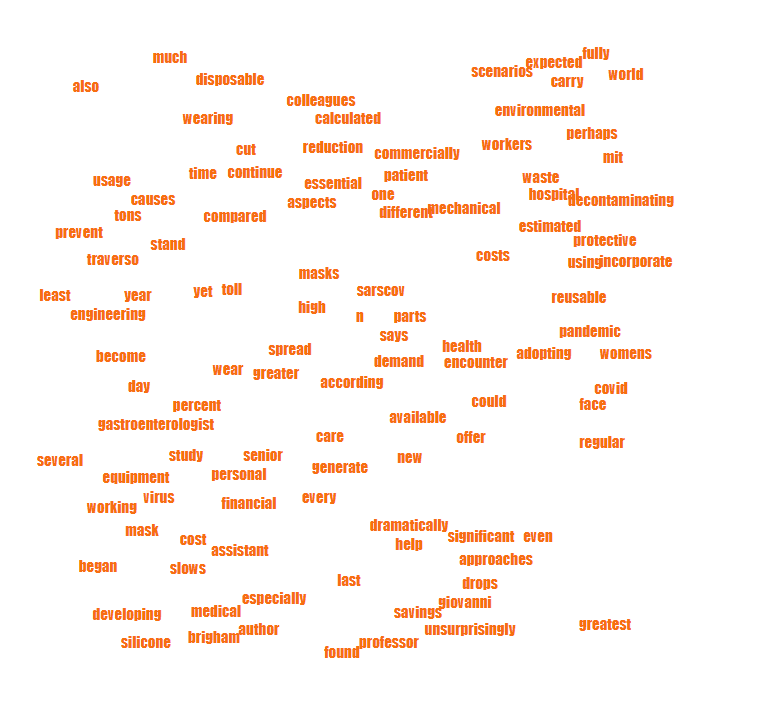 fully
much
expected
scenarios
world
disposable
carry
also
colleagues
environmental
wearing
calculated
perhaps
workers
reduction
cut
commercially
mit
time
continue
patient
waste
usage
essential
one
hospital
causes
aspects
decontaminating
mechanical
different
tons
compared
estimated
prevent
protective
stand
costs
traverso
using
incorporate
masks
toll
sarscov
yet
least
year
reusable
high
engineering
n
parts
pandemic
says
health
spread
adopting
womens
become
demand
encounter
wear
greater
according
day
covid
could
percent
face
available
gastroenterologist
care
offer
regular
study
senior
new
several
generate
personal
equipment
virus
every
financial
working
dramatically
mask
significant
even
cost
help
assistant
approaches
began
slows
last
drops
especially
giovanni
medical
savings
developing
greatest
author
unsurprisingly
brigham
silicone
professor
found